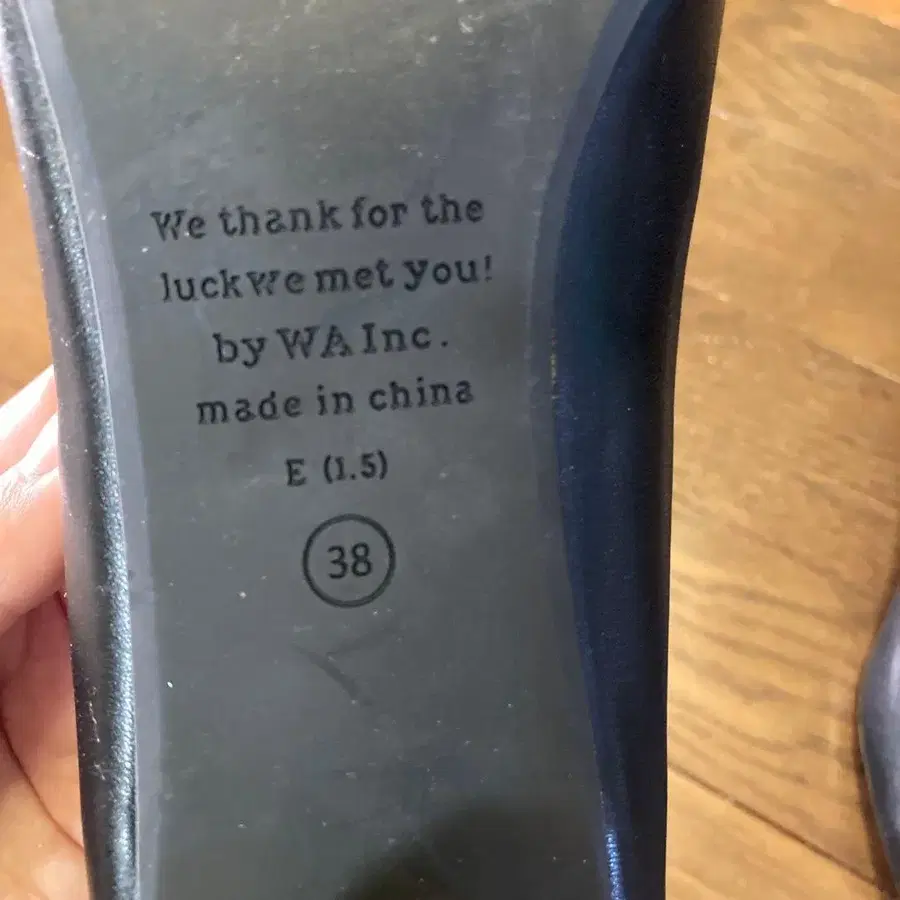 We thank for the
luck we met you!
by WA Inc.
made in china
E (1.5)
38